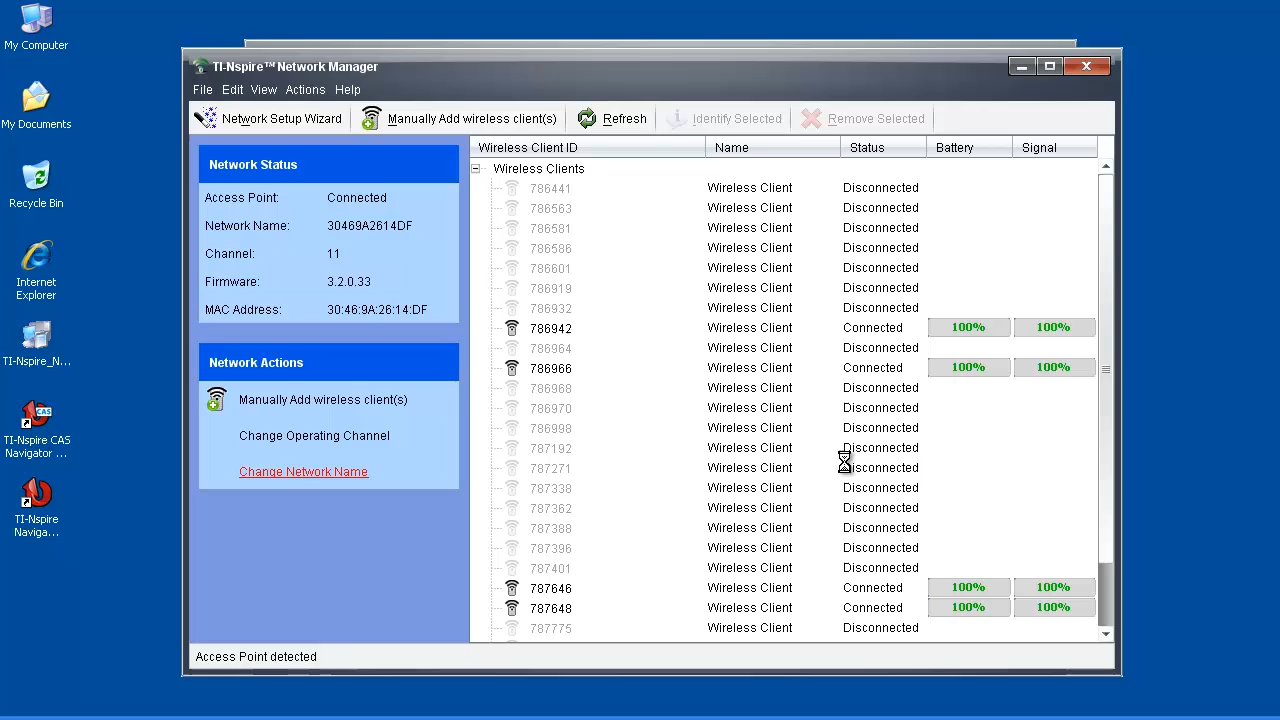 My Computer
My Documents
Recycle Bin
Internet
Explorer
TI-Nspire_N...
TI-Nspire CAS
Navigator ...
TI-Nspire
Naviga...
TI-Nspire™ Network Manager
File Edit View Actions Help
Network Setup Wizard Manually Add wireless client(s) Refresh Identify Selected Remove Selected
Network Status
Access Point: Connected
Network Name: 30469A2614DF
Channel: 11
Firmware: 3.2.0.33
MAC Address: 30:46:9A:26:14:DF
Network Actions
Manually Add wireless client(s)
Change Operating Channel
Change Network Name
Wireless Client ID Name Status Battery Signal
Wireless Clients
786441 Wireless Client Disconnected
786563 Wireless Client Disconnected
786581 Wireless Client Disconnected
786586 Wireless Client Disconnected
786601 Wireless Client Disconnected
786919 Wireless Client Disconnected
786932 Wireless Client Disconnected
786942 Wireless Client Connected 100% 100%
786964 Wireless Client Disconnected
786966 Wireless Client Connected 100% 100%
786968 Wireless Client Disconnected
786970 Wireless Client Disconnected
786998 Wireless Client Disconnected
787192 Wireless Client Disconnected
787271 Wireless Client Disconnected
787338 Wireless Client Disconnected
787362 Wireless Client Disconnected
787388 Wireless Client Disconnected
787396 Wireless Client Disconnected
787401 Wireless Client Disconnected
787646 Wireless Client Connected 100% 100%
787648 Wireless Client Connected 100% 100%
787775 Wireless Client Disconnected
Access Point detected